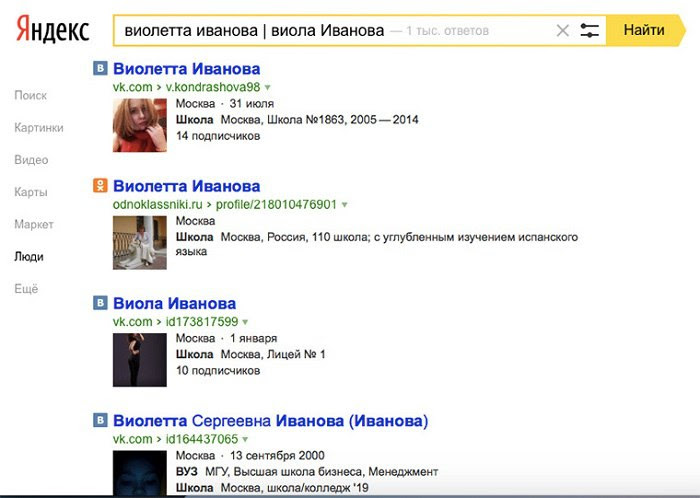 Яндекс
виолетта иванова | виола Иванова — 1 тыс. ответов
Найти
Поиск
Картинки
Видео
Карты
Маркет
Люди
Ещё
Виолетта Иванова
vk.com › v.kondrashova98
Москва · 31 июля
Школа Москва, Школа №1863, 2005 — 2014
14 подписчиков
Виолетта Иванова
odnoklassniki.ru › profile/218010476901
Москва
Школа Москва, Россия, 110 школа; с углубленным изучением испанского
языка
Виола Иванова
vk.com › id173817599
Москва · 1 января
Школа Москва, Лицей № 1
10 подписчиков
Виолетта Сергеевна Иванова (Иванова)
vk.com › id164437065
Москва · 13 сентября 2000
ВУЗ МГУ, Высшая школа бизнеса, Менеджмент
Школа Москва, школа/колледж '19